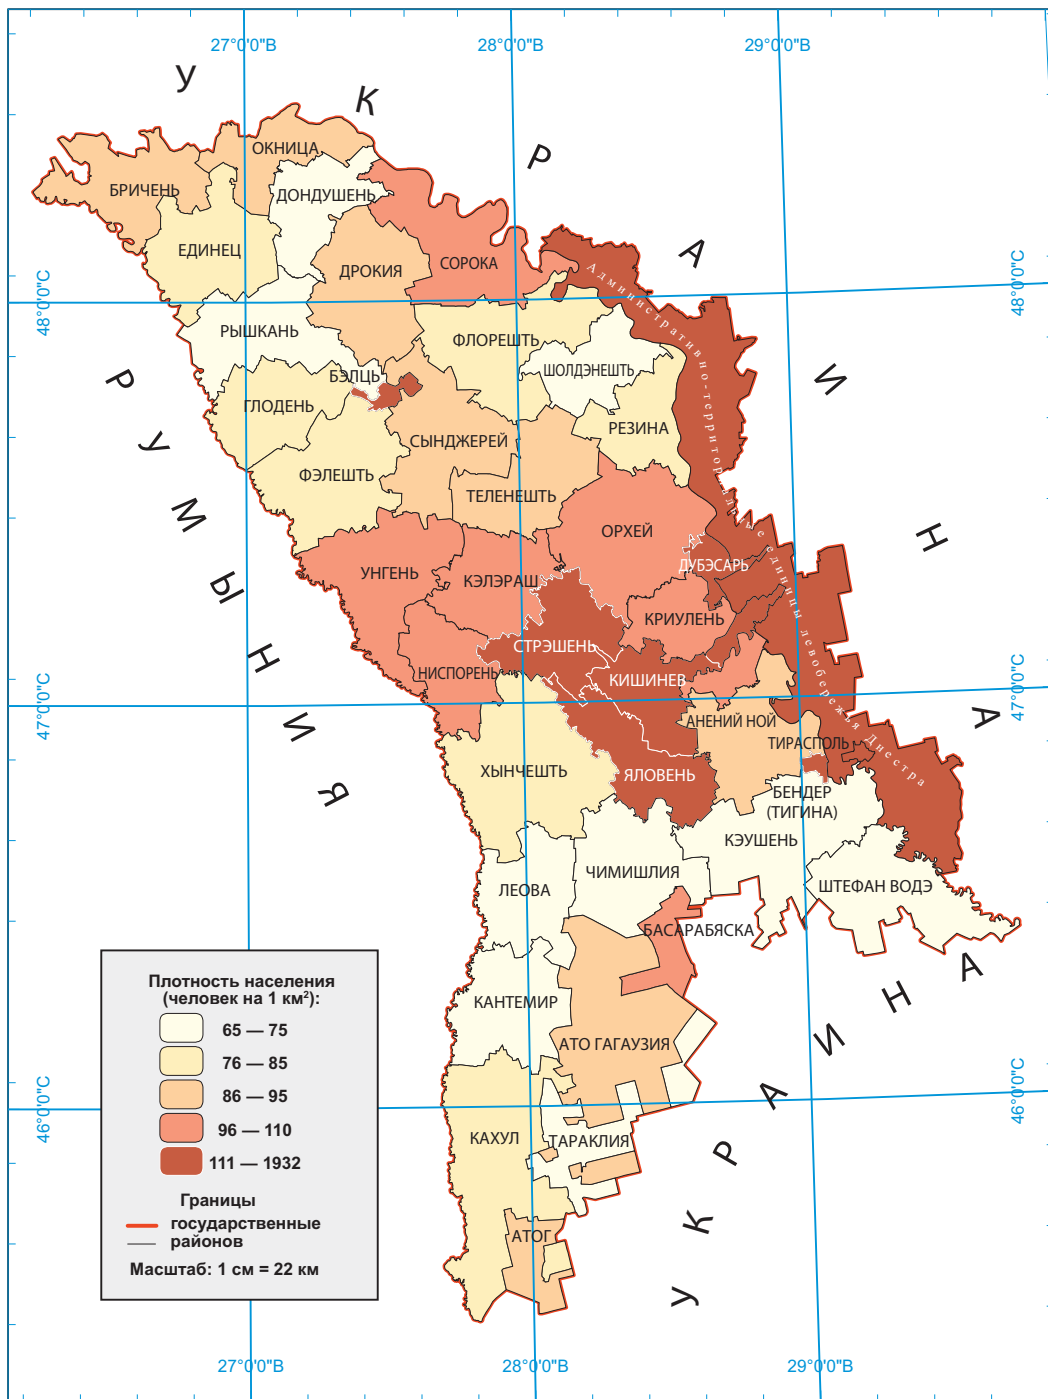 27°0'0"В
28°0'0"В
29°0'0"В
УКРАИНА
РУМЫНИЯ
УКРАИНА
48°0'0"С
48°0'0"С
47°0'0"С
47°0'0"С
46°0'0"С
46°0'0"С
ОКНИЦА
БРИЧЕНЬ
ДОНДУШЕНЬ
ЕДИНЕЦ
ДРОКИЯ
СОРОКА
Административно-территориальные единицы левобережья Днестра
РЫШКАНЬ
ФЛОРЕШТЬ
БЭЛЦЬ
ШОЛДЭНЕШТЬ
ГЛОДЕНЬ
РЕЗИНА
СЫНДЖЕРЕЙ
ФЭЛЕШТЬ
ТЕЛЕНЕШТЬ
ОРХЕЙ
ДУБЭСАРЬ
УНГЕНЬ
КЭЛЭРАШ
КРИУЛЕНЬ
СТРЭШЕНЬ
НИСПОРЕНЬ
КИШИНЕВ
АНЕНИЙ НОЙ
ТИРАСПОЛЬ
ХЫНЧЕШТЬ
ЯЛОВЕНЬ
БЕНДЕР
(ТИГИНА)
КЭУШЕНЬ
ЧИМИШЛИЯ
ЛЕОВА
ШТЕФАН ВОДЭ
БАСАРАБЯСКА
КАНТЕМИР
АТО ГАГАУЗИЯ
КАХУЛ
ТАРАКЛИЯ
АТОГ
Плотность населения
(человек на 1 км²):
65 — 75
76 — 85
86 — 95
96 — 110
111 — 1932
Границы
государственные
районов
Масштаб: 1 см = 22 км
27°0'0"В
28°0'0"В
29°0'0"В